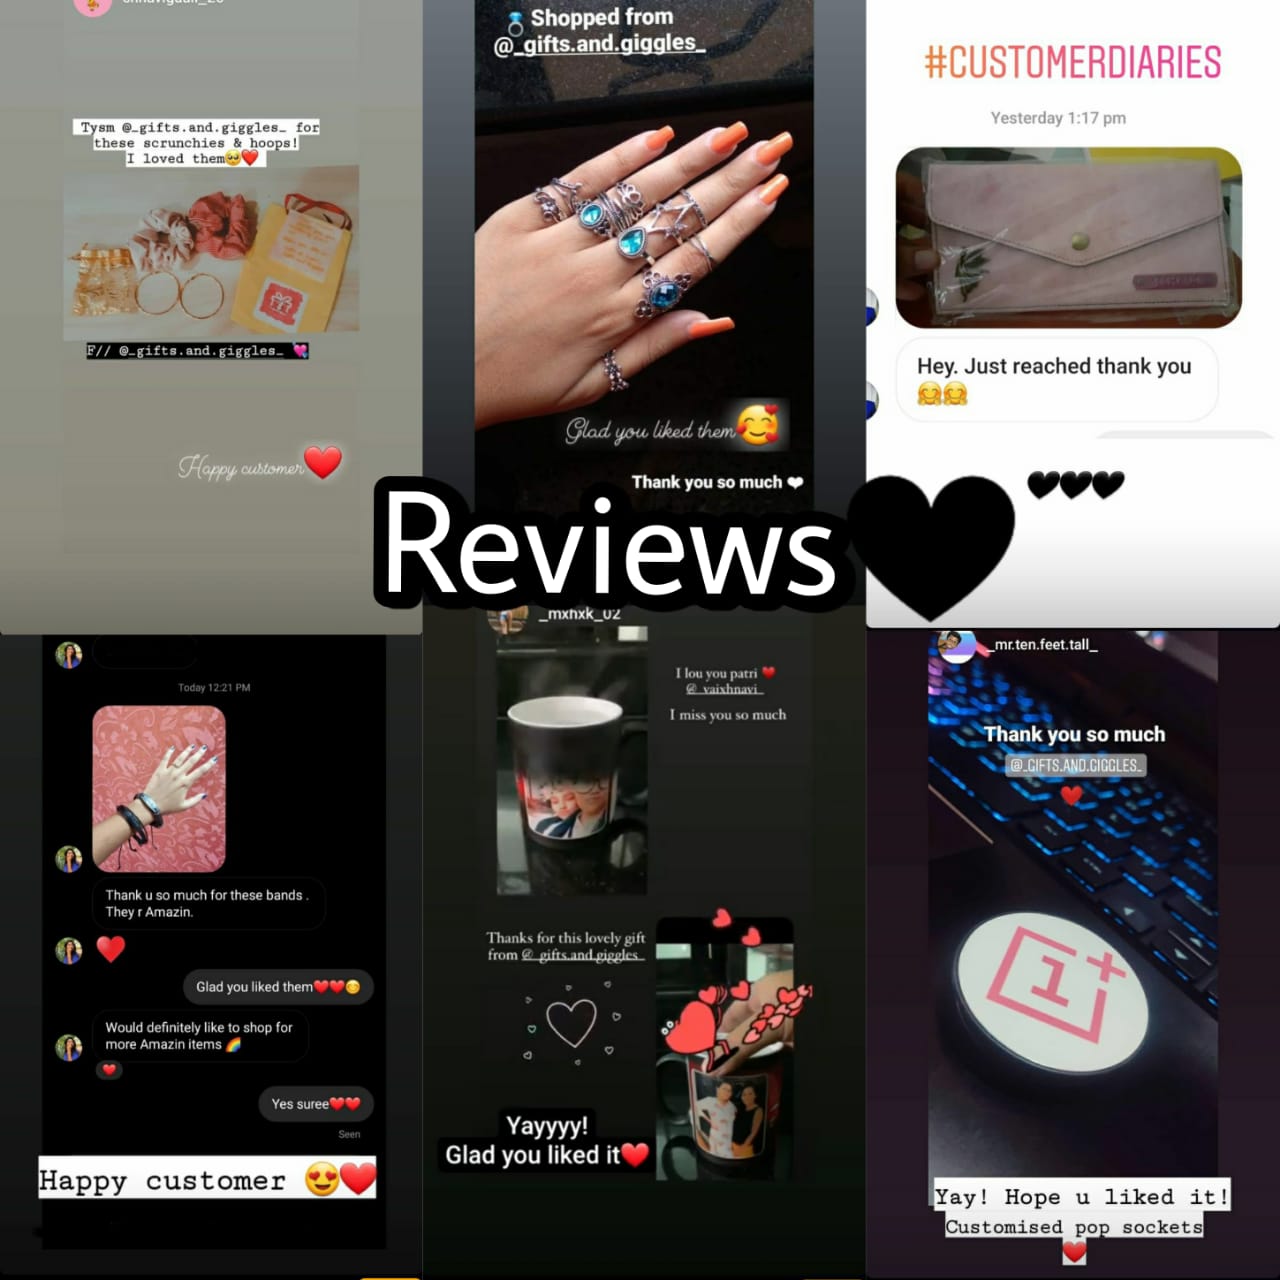 Tysm @_gifts.and.giggles_ for
these scrunchies & hoops!
I loved them🥺❤️
F// @_gifts.and.giggles_ 💘
Happy customer❤️
💍 Shopped from
@_gifts.and.giggles_
Glad you liked them🥰
Thank you so much ❤
#CUSTOMERDIARIES
Yesterday 1:17 pm
Hey. Just reached thank you
🤗🤗
🖤🖤🖤
Reviews🖤
Today 12:21 PM
Thank u so much for these bands .
They r Amazin.
❤️
Glad you liked them❤️❤️😊
Would definitely like to shop for
more Amazin items 🌈
❤️
Yes suree❤️❤️
Seen
Happy customer 😍❤️
_mxhxk_02
I lou you patri ❤️
@_vaixhnavi_
I miss you so much
Thanks for this lovely gift
from @_gifts.and.giggles_
Yayyyy!
Glad you liked it❤️
_mr.ten.feet.tall_
Thank you so much
@_GIFTS.AND.GIGGLES_
❤️
1+
Yay! Hope u liked it!
Customised pop sockets
❤️